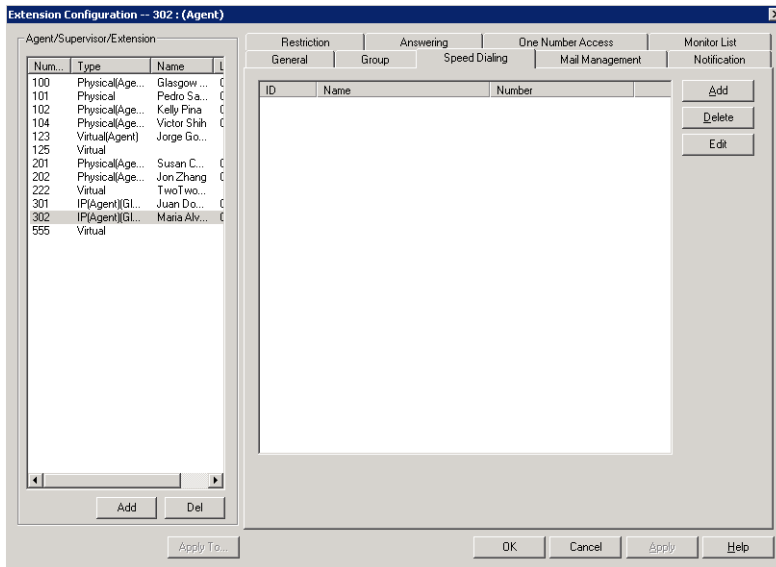 Extension Configuration -- 302 : (Agent)
Agent/Supervisor/Extension
Num... Type Name L
100 Physical(Age... Glasgow ...
101 Physical Pedro Sa...
102 Physical(Age... Kelly Pina
104 Physical(Age... Victor Shih
123 Virtual(Agent) Jorge Go...
125 Virtual
201 Physical(Age... Susan C...
202 Physical(Age... Jon Zhang
222 Virtual TwoTwo...
301 IP(Agent)(Gl... Juan Do...
302 IP(Agent)(Gl... Maria Alv...
555 Virtual
Add Del
Apply To...
Restriction Answering One Number Access Monitor List
General Group Speed Dialing Mail Management Notification
ID Name Number
Add
Delete
Edit
OK Cancel Apply Help